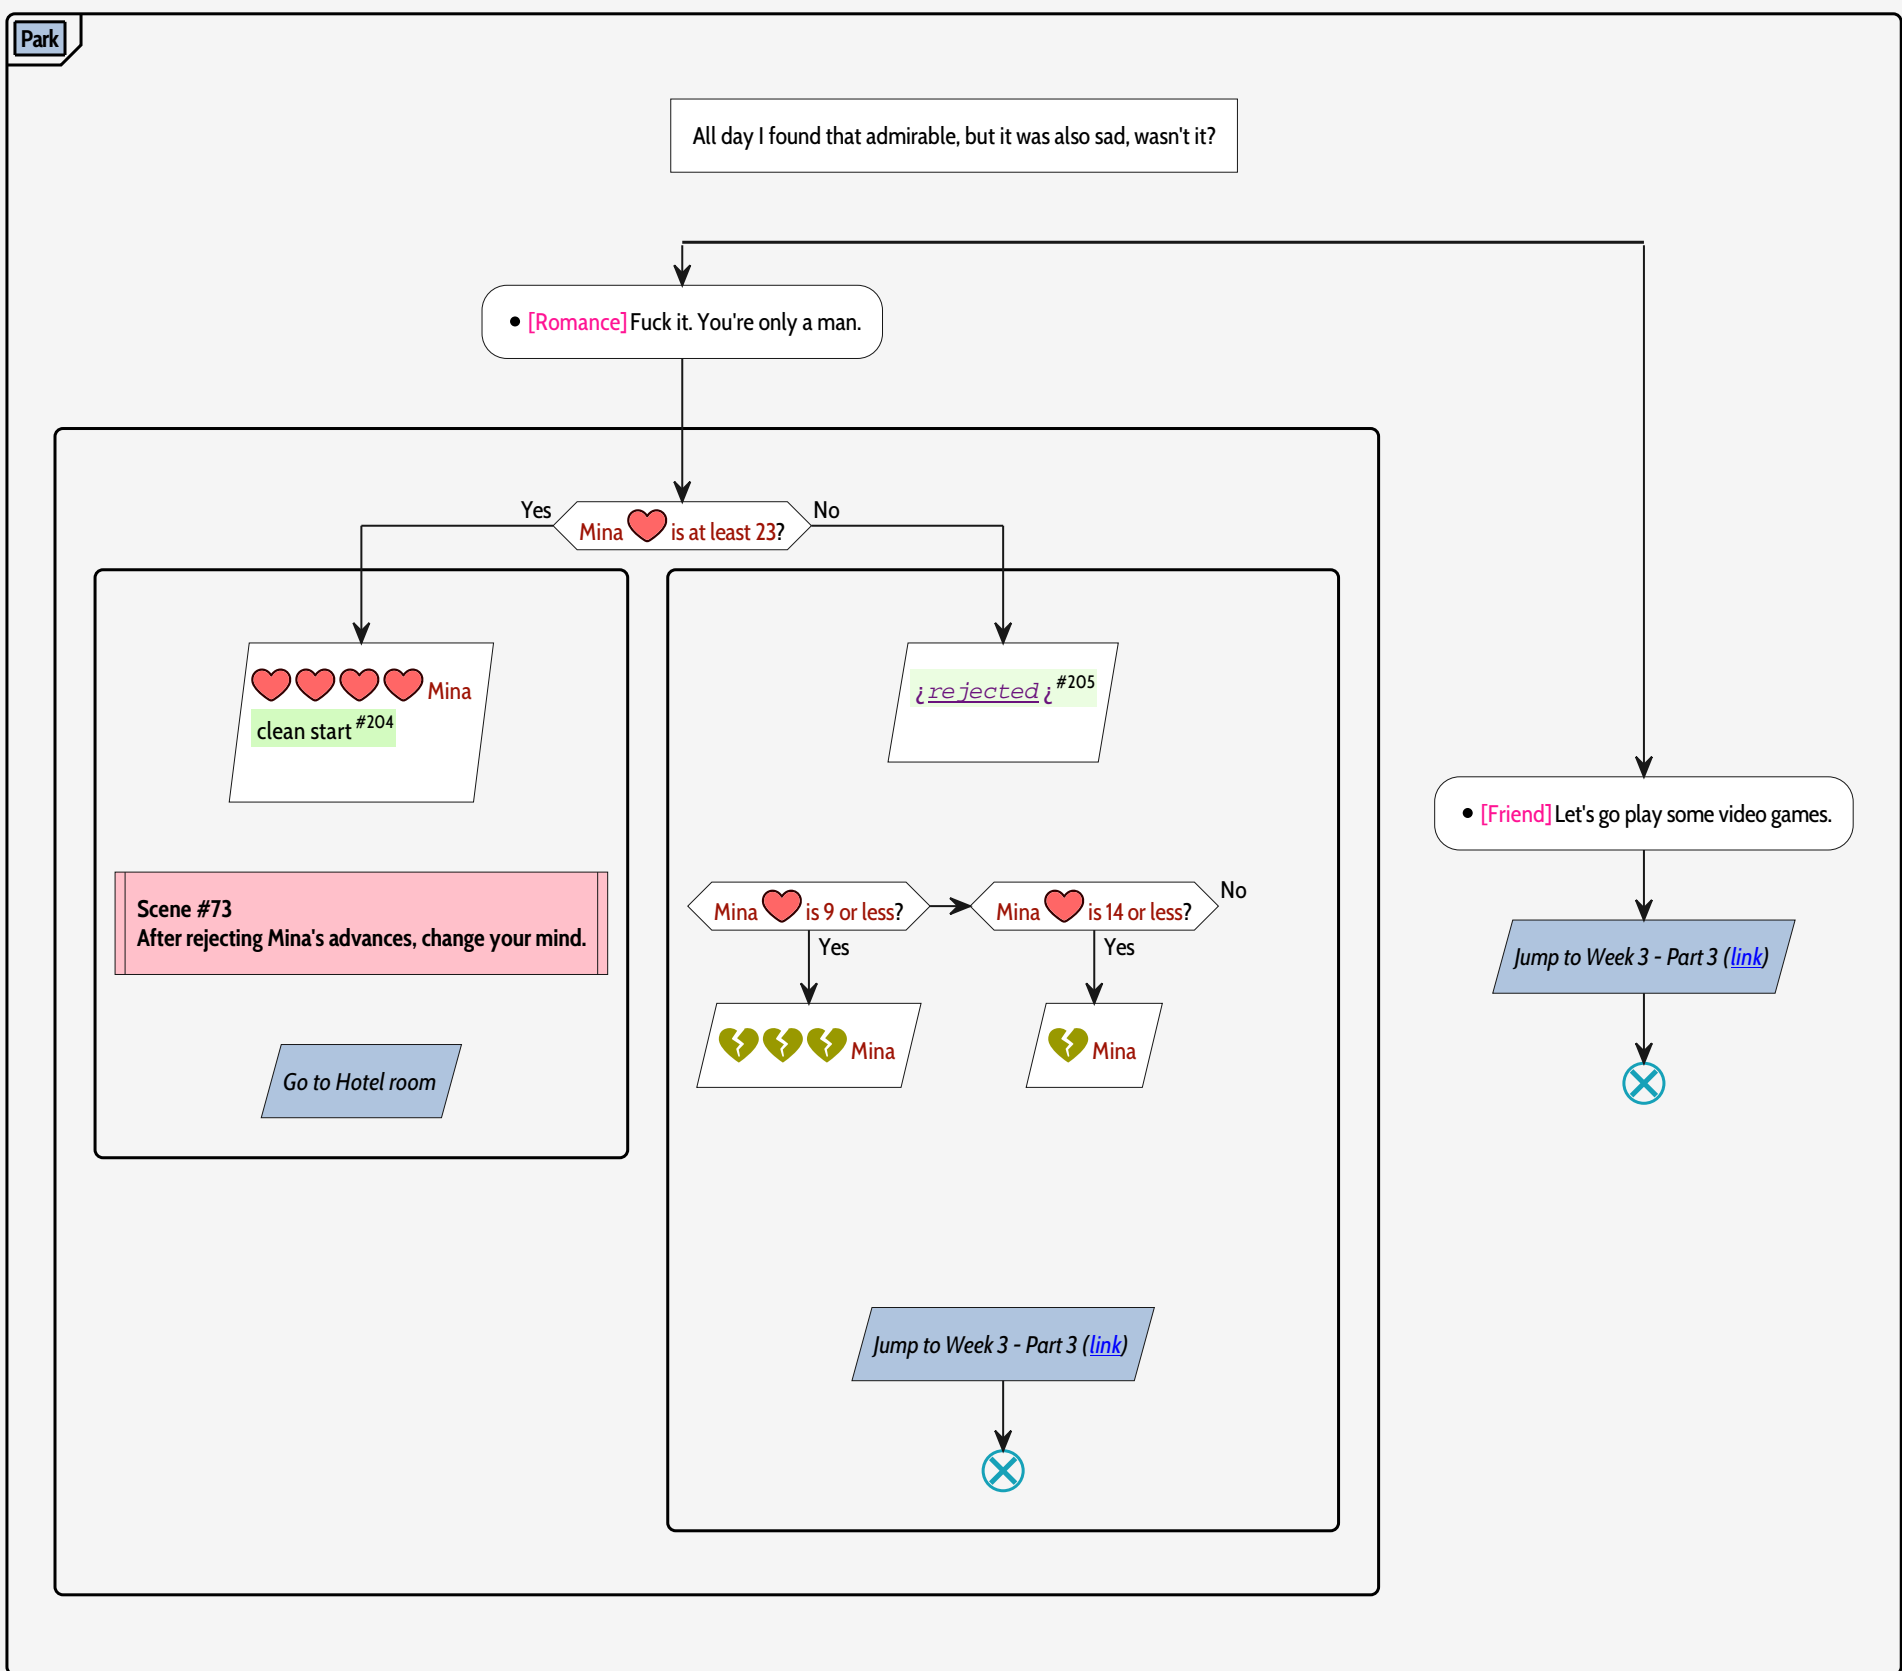 Park
All day I found that admirable, but it was also sad, wasn't it?
• [Romance] Fuck it. You're only a man.
Yes
Mina is at least 23?
No
Mina
clean start #204
¿rejected¿ #205
Scene #73
After rejecting Mina's advances, change your mind.
Go to Hotel room
Mina is 9 or less?
Yes
Mina is 14 or less?
No
Yes
Mina
Mina
Jump to Week 3 - Part 3 (link)
• [Friend] Let's go play some video games.
Jump to Week 3 - Part 3 (link)